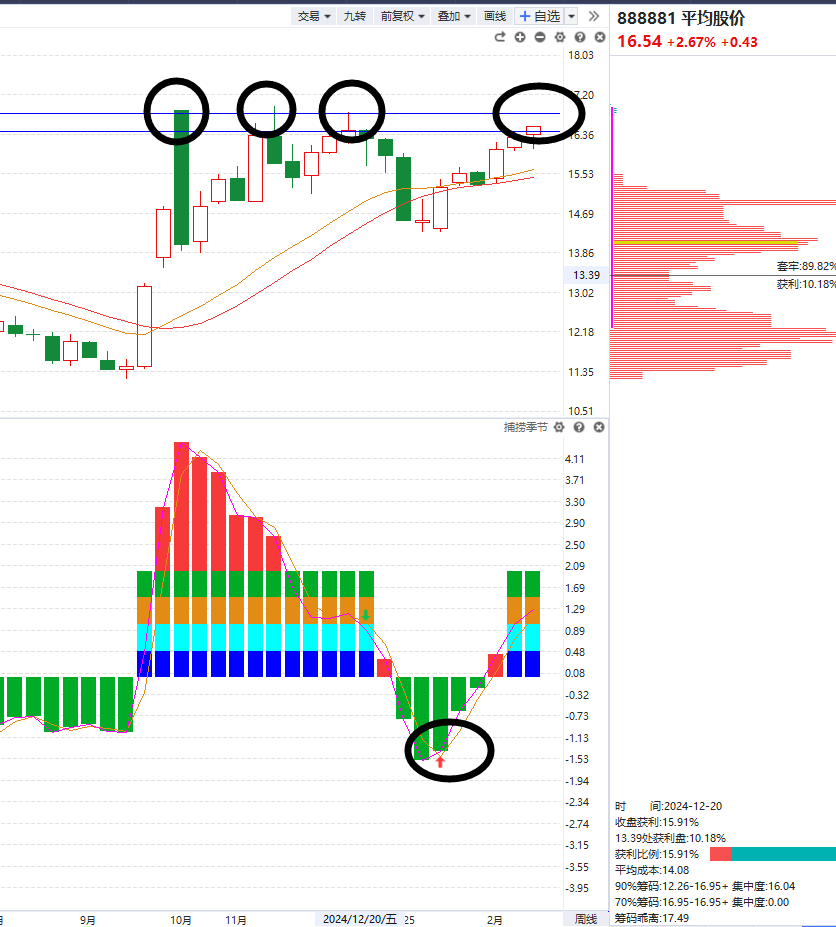 交易 九转 前复权 叠加 画线 +自选
888881 平均股价
16.54 +2.67% +0.43
18.03
17.20
16.36
15.53
14.69
13.86
13.39
13.02
12.18
11.35
10.51
套牢:89.82%
获利:10.18%
捕捞季节
4.11
3.71
3.30
2.90
2.50
2.09
1.69
1.29
0.89
0.48
0.08
-0.32
-0.73
-1.13
-1.53
-1.94
-2.34
-2.74
-3.15
-3.55
-3.95
时 间:2024-12-20
收盘获利:15.91%
13.39处获利盘:10.18%
获利比例:15.91%
平均成本:14.08
90%筹码:12.26-16.95+ 集中度:16.04
70%筹码:16.95-16.95+ 集中度:0.00
筹码乖离:17.49
月 9月 10月 11月 2024/12/20/五 25 2月 周线